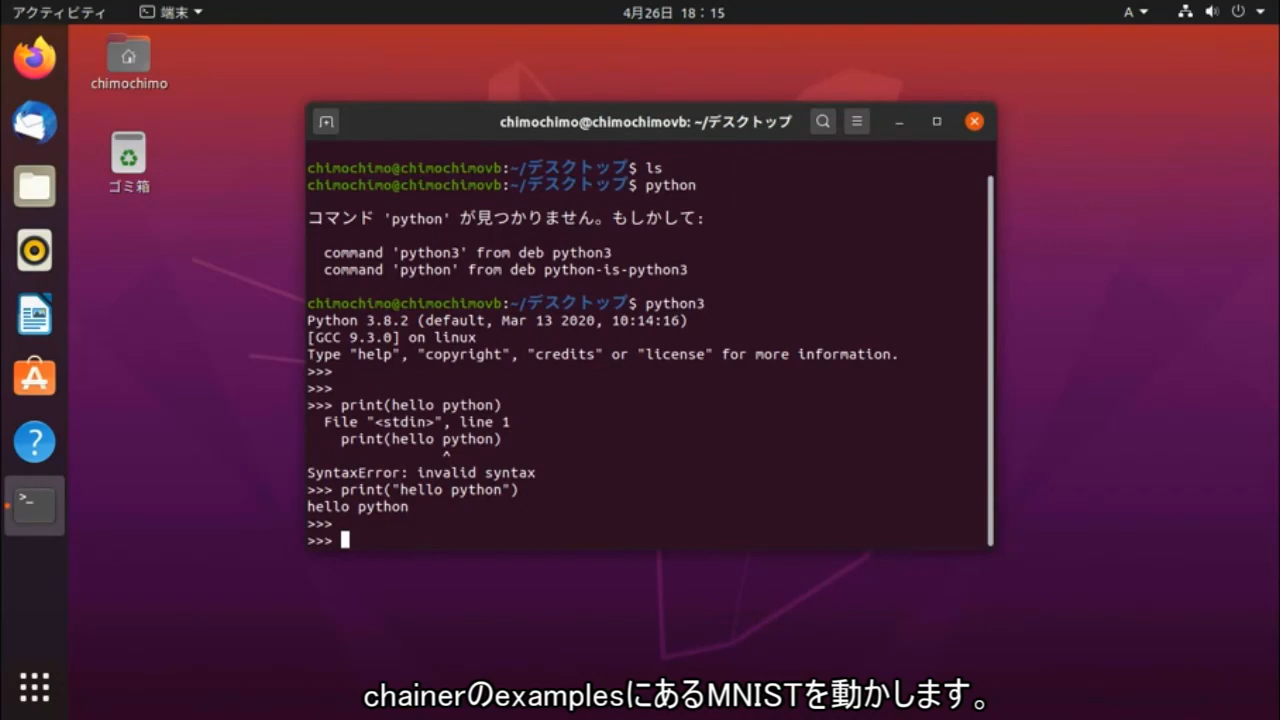 アクティビティ 端末 4月26日 18:15 A
chimochimo
ゴミ箱
chimochimo@chimochimovb: ~/デスクトップ
chimochimo@chimochimovb:~/デスクトップ$ ls
chimochimo@chimochimovb:~/デスクトップ$ python
コマンド 'python' が見つかりません。もしかして:
command 'python3' from deb python3
command 'python' from deb python-is-python3
chimochimo@chimochimovb:~/デスクトップ$ python3
Python 3.8.2 (default, Mar 13 2020, 10:14:16)
[GCC 9.3.0] on linux
Type "help", "copyright", "credits" or "license" for more information.
>>>
>>>
>>> print(hello python)
File "<stdin>", line 1
print(hello python)
^
SyntaxError: invalid syntax
>>> print("hello python")
hello python
>>>
>>>
chainerのexamplesにあるMNISTを動かします。